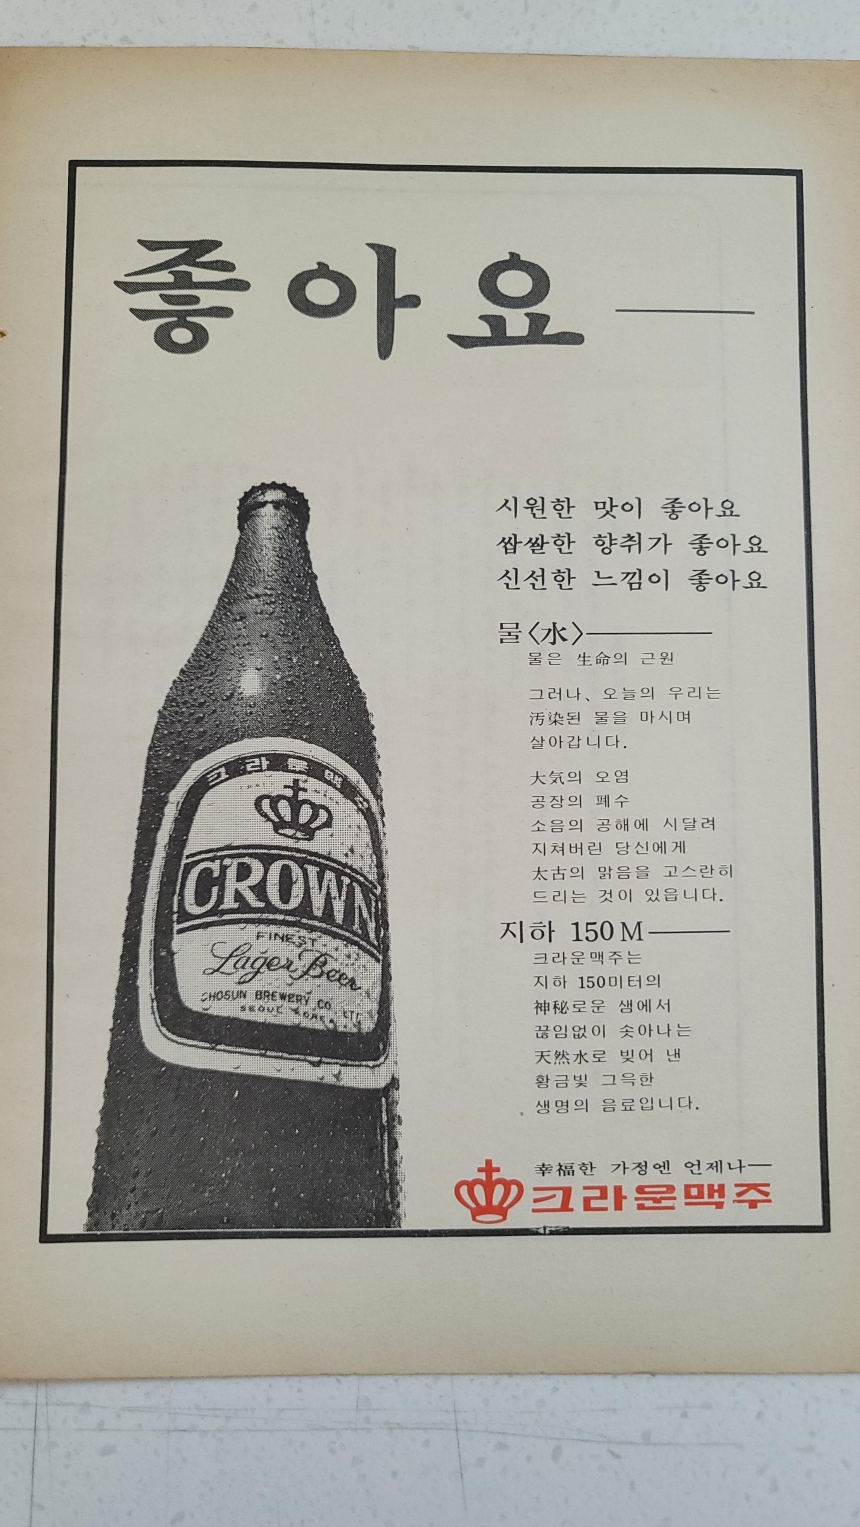 좋아요──
시원한 맛이 좋아요
쌉쌀한 향취가 좋아요
신선한 느낌이 좋아요
물〈水〉────
물은 生命의 근원
그러나、오늘의 우리는
汚染된 물을 마시며
살아갑니다.
大気의 오염
공장의 폐수
소음의 공해에 시달려
지쳐버린 당신에게
太古의 맑음을 고스란히
드리는 것이 있읍니다.
지하 150M───
크라운맥주는
지하 150미터의
神秘로운 샘에서
끊임없이 솟아나는
天然水로 빚어 낸
황금빛 그윽한
생명의 음료입니다.
幸福한 가정엔 언제나─
크라운맥주
크라운맥주
CROWN
FINEST
Lager Beer
CHOSUN BREWERY CO. LTD
SEOUL KOREA